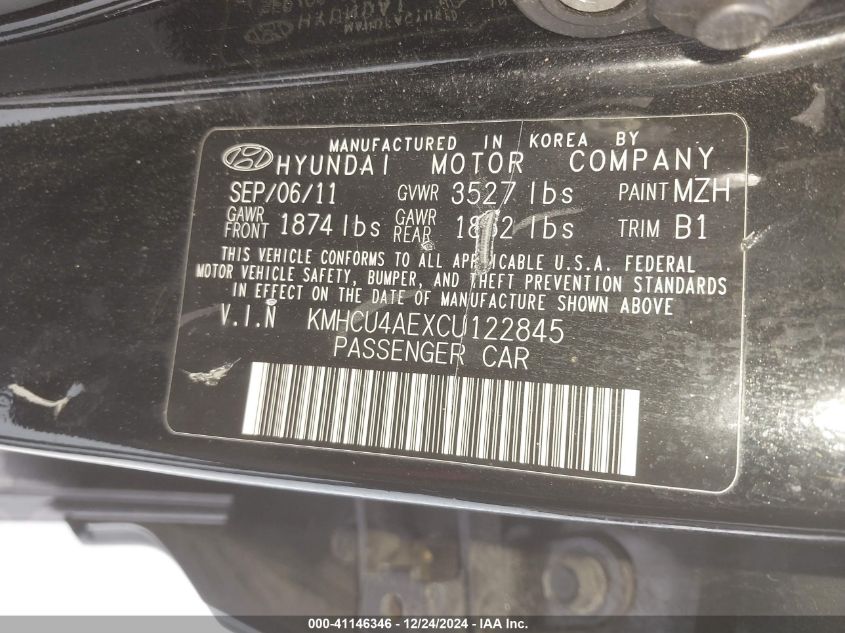 MANUFACTURED IN KOREA BY
HYUNDAI MOTOR COMPANY
SEP/06/11 GVWR 3527 lbs PAINT MZH
GAWR FRONT 1874 lbs GAWR REAR lbs TRIM B1
THIS VEHICLE CONFORMS TO ALL APPLICABLE U.S.A. FEDERAL
MOTOR VEHICLE SAFETY, BUMPER, AND THEFT PREVENTION STANDARDS
IN EFFECT ON THE DATE OF MANUFACTURE SHOWN ABOVE
V.I.N KMHCU4AEXCU122845
PASSENGER CAR
000-41146346 - 12/24/2024 - IAA Inc.